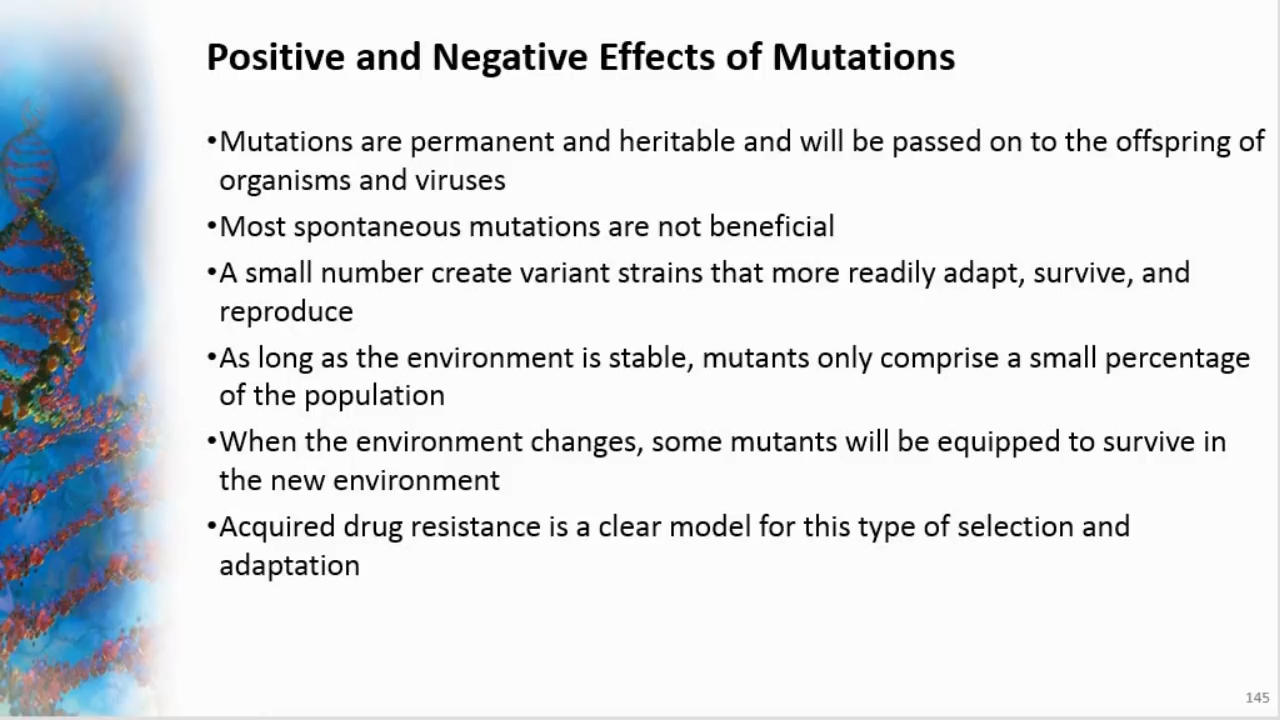 Positive and Negative Effects of Mutations
•Mutations are permanent and heritable and will be passed on to the offspring of
organisms and viruses
•Most spontaneous mutations are not beneficial
•A small number create variant strains that more readily adapt, survive, and
reproduce
•As long as the environment is stable, mutants only comprise a small percentage
of the population
•When the environment changes, some mutants will be equipped to survive in
the new environment
•Acquired drug resistance is a clear model for this type of selection and
adaptation
145